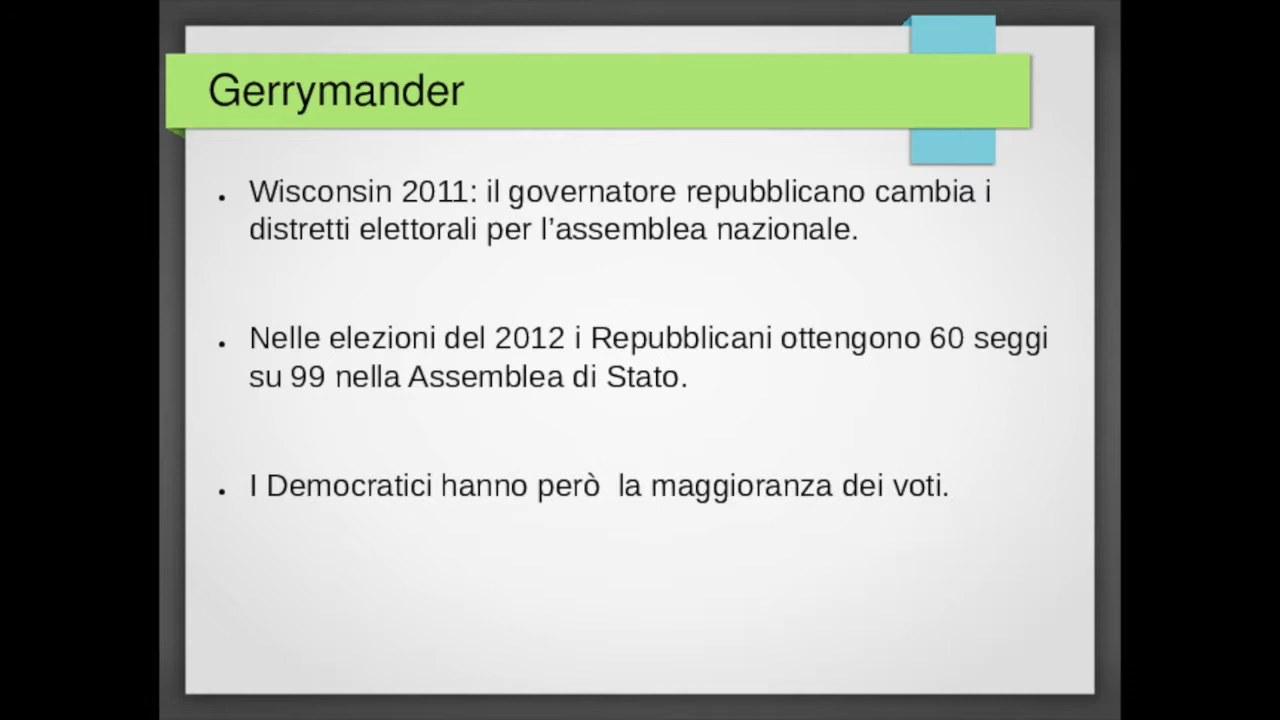 Gerrymander
• Wisconsin 2011: il governatore repubblicano cambia i
distretti elettorali per l’assemblea nazionale.
• Nelle elezioni del 2012 i Repubblicani ottengono 60 seggi
su 99 nella Assemblea di Stato.
• I Democratici hanno però  la maggioranza dei voti.